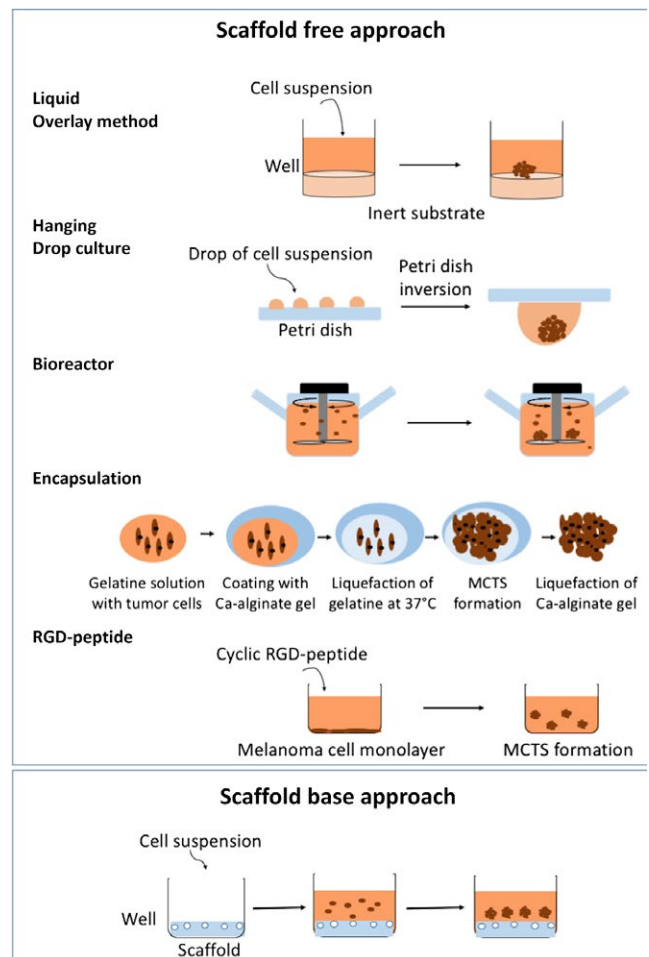 Scaffold free approach
Liquid
Overlay method
Cell suspension
Well
Inert substrate
Hanging
Drop culture
Drop of cell suspension
Petri dish
Petri dish
inversion
Bioreactor
Encapsulation
Gelatine solution
with tumor cells
Coating with
Ca-alginate gel
Liquefaction of
gelatine at 37°C
MCTS
formation
Liquefaction of
Ca-alginate gel
RGD-peptide
Cyclic RGD-peptide
Melanoma cell monolayer
MCTS formation
Scaffold base approach
Cell suspension
Well
Scaffold